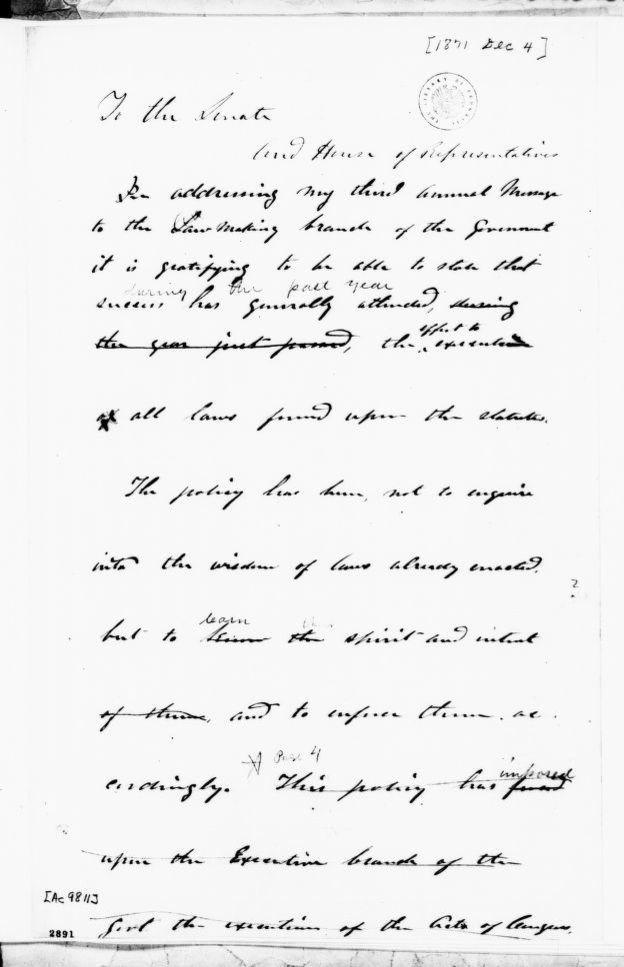 [1871 Dec 4]
To the Senate
and House of Representatives
In addressing my third annual Message
to the Law Making branch of the Government
it is gratifying to be able to state that
during the past year
success has generally attended, during
the year just passed, the effort to execution
of all laws found upon the statutes.
The policy has been, not to enquire
into the wisdom of laws already enacted,
but to learn know the spirit and intent
of them, and to enforce them. ac-
Page 4
cordingly. This policy has imposed found
upon the Executive branch of the
Govt the execution of the Acts of Congress,
[Ac 9811]
2891
2